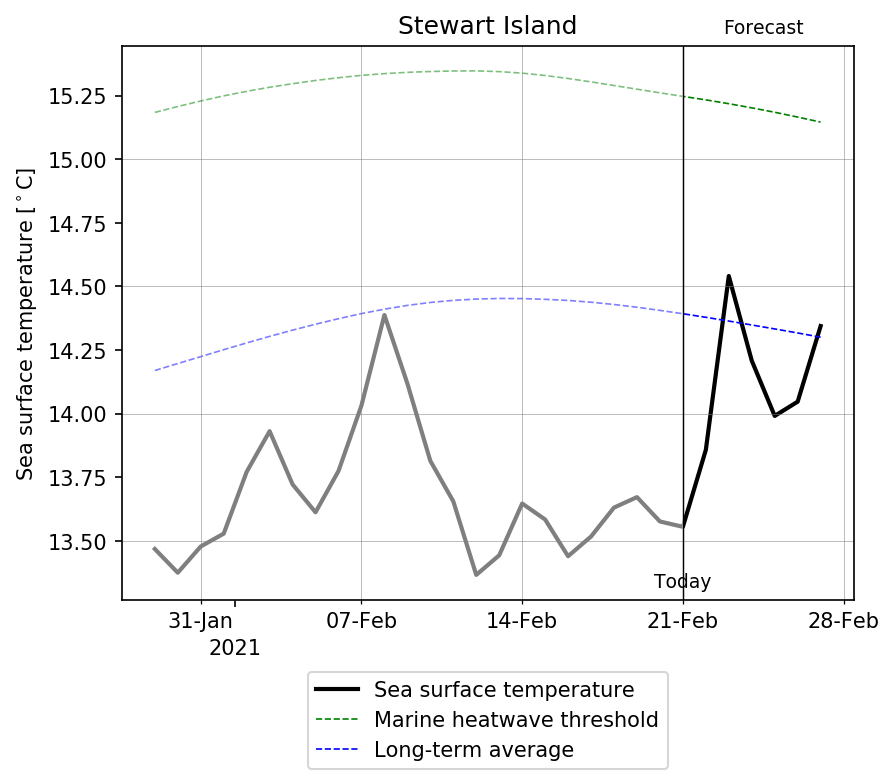 Stewart Island
Forecast
Sea surface temperature [°C]
15.25
15.00
14.75
14.50
14.25
14.00
13.75
13.50
Today
31-Jan
07-Feb
14-Feb
21-Feb
28-Feb
2021
Sea surface temperature
Marine heatwave threshold
Long-term average